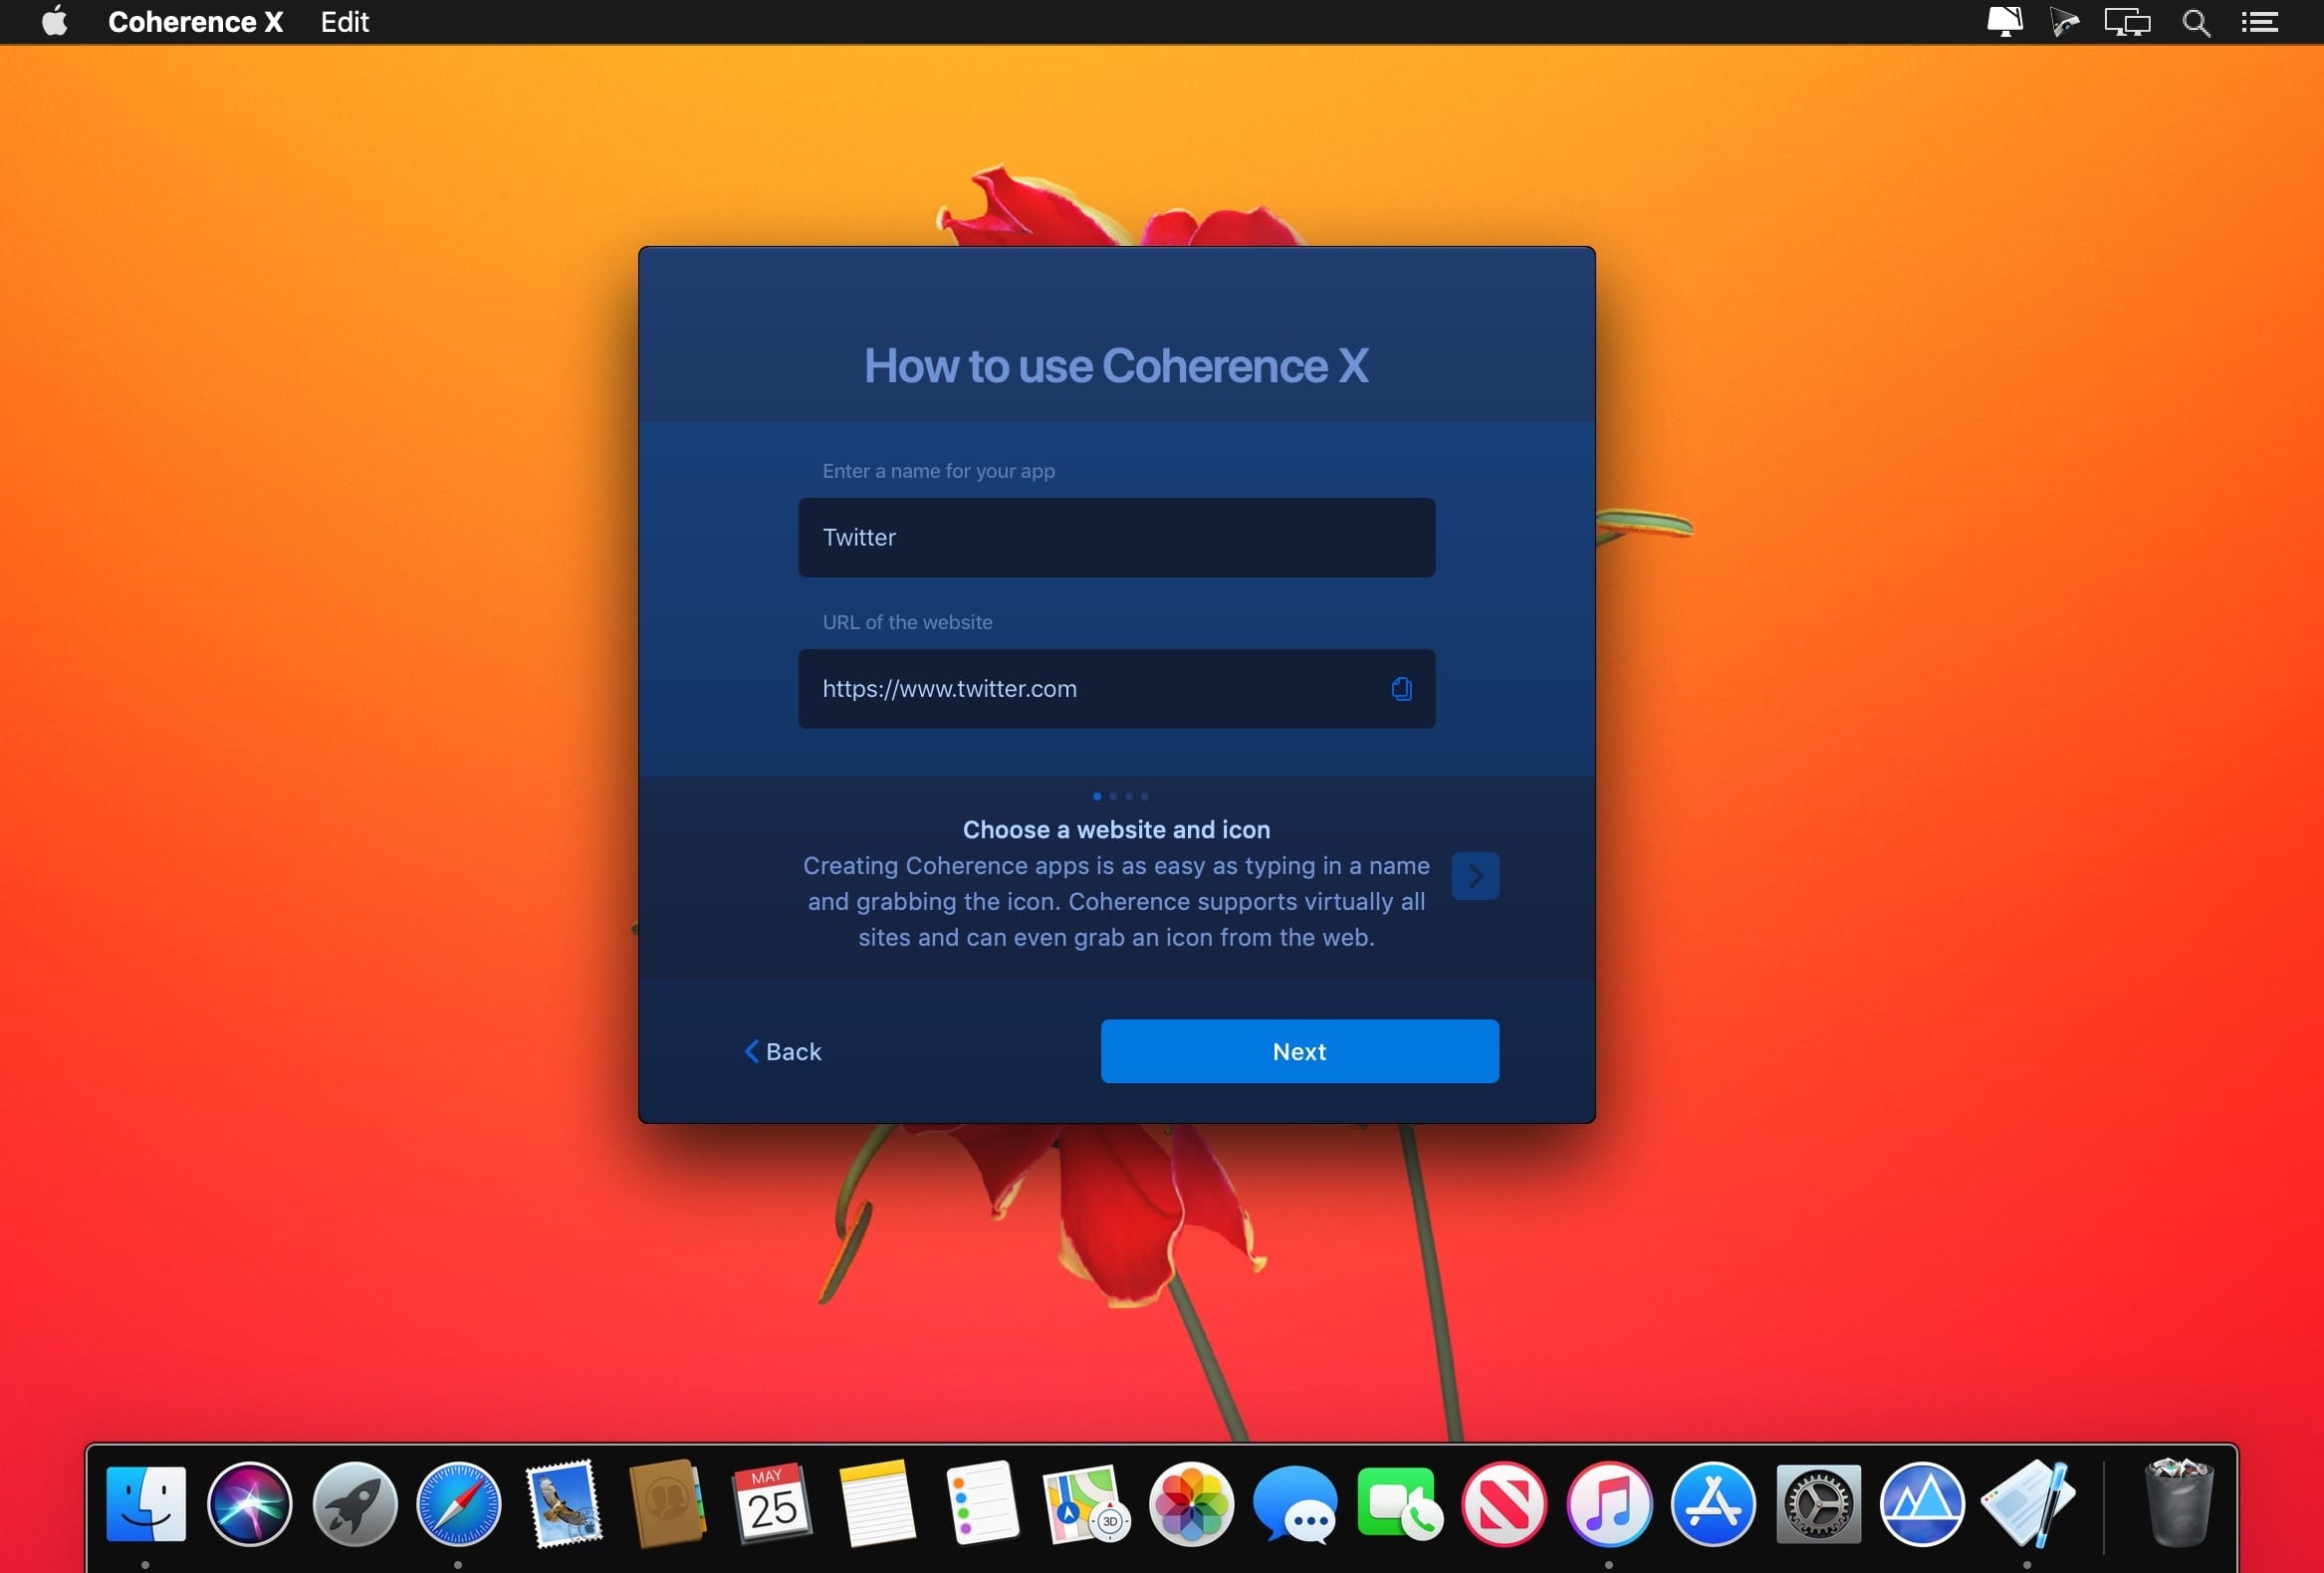 Coherence X Edit
How to use Coherence X
Enter a name for your app
Twitter
URL of the website
https://www.twitter.com
Choose a website and icon
Creating Coherence apps is as easy as typing in a name
and grabbing the icon. Coherence supports virtually all
sites and can even grab an icon from the web.
Back
Next
MAY
25
3D